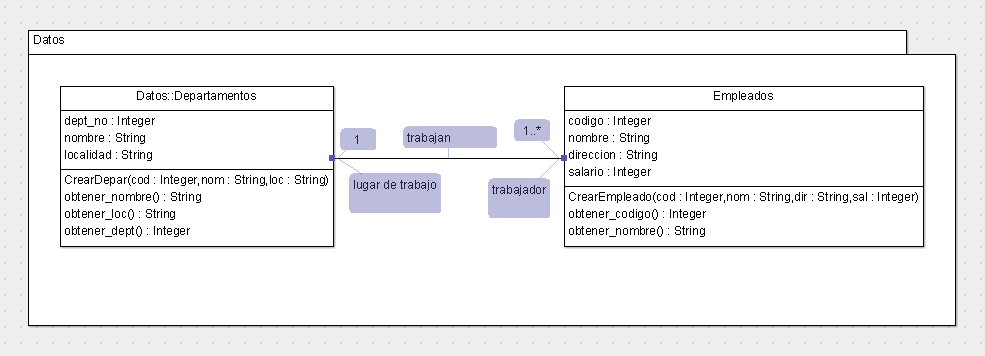 Datos
Datos::Departamentos
dept_no : Integer
nombre : String
localidad : String
CrearDepar(cod : Integer,nom : String,loc : String)
obtener_nombre() : String
obtener_loc() : String
obtener_dept() : Integer
1
trabajan
1..*
lugar de trabajo
trabajador
Empleados
codigo : Integer
nombre : String
direccion : String
salario : Integer
CrearEmpleado(cod : Integer,nom : String,dir : String,sal : Integer)
obtener_codigo() : Integer
obtener_nombre() : String